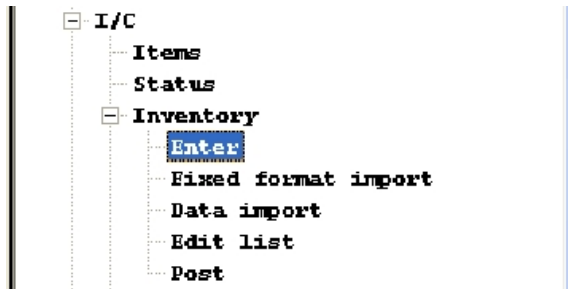 I/C
Items
Status
Inventory
Enter
Fixed format import
Data import
Edit list
Post